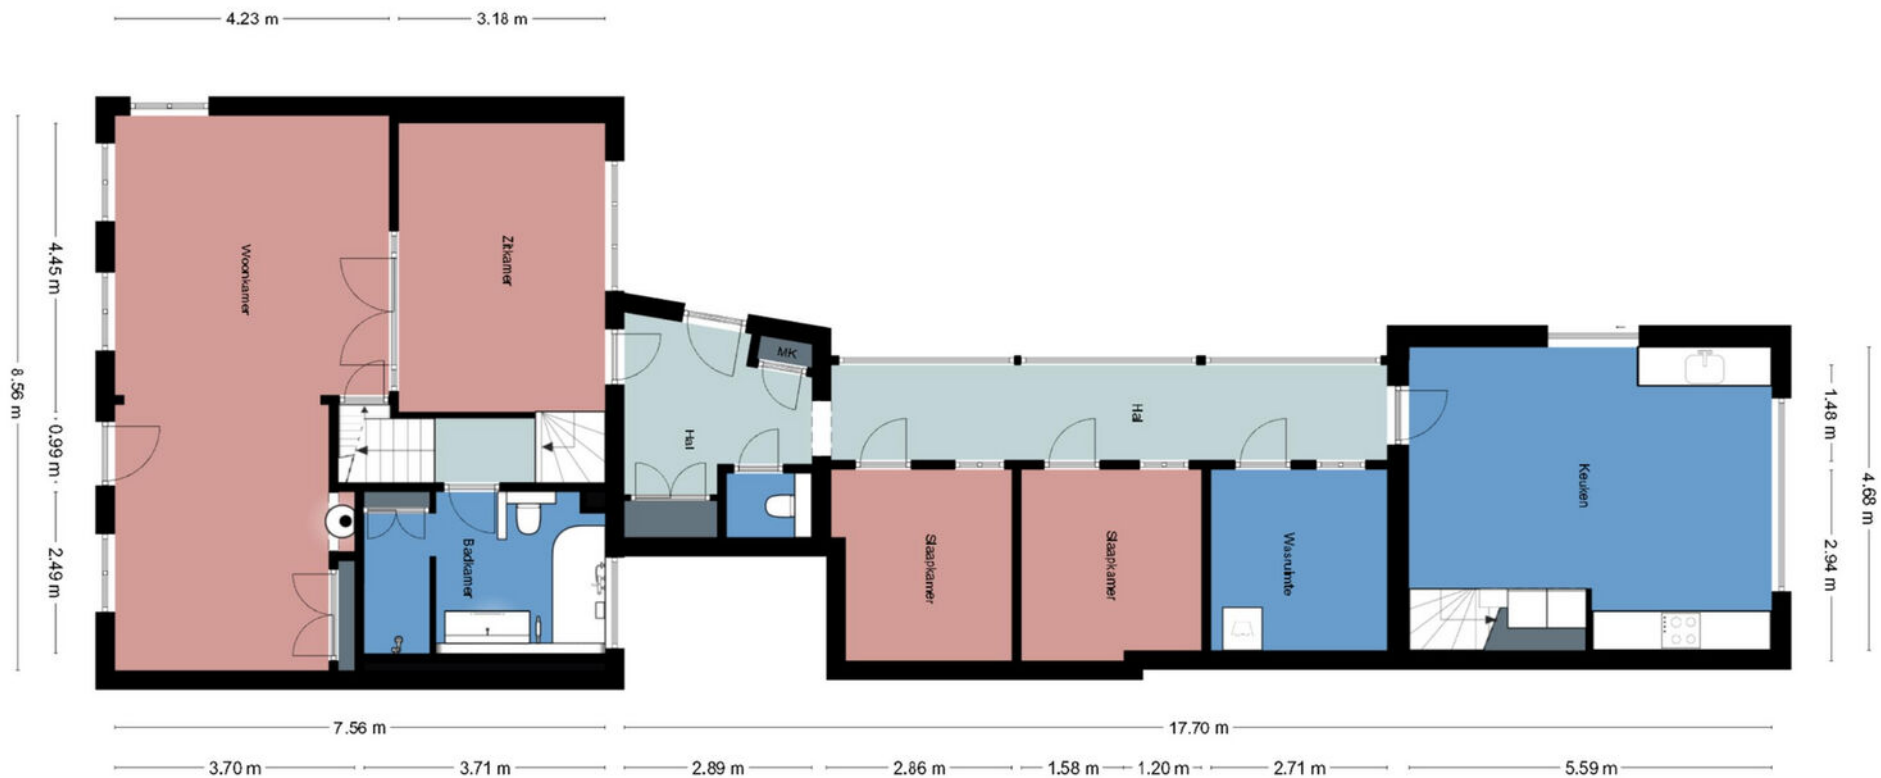 4.23 m
3.18 m
8.56 m
4.45 m
0.999 m
2.49 m
Woonkamer
Zitkamer
MK
Hal
Hal
Badkamer
Slaapkamer
Slaapkamer
Wasruimte
Keuken
1.48 m
2.94 m
4.68 m
7.56 m
17.70 m
3.70 m
3.71 m
2.89 m
2.86 m
1.58 m
1.20 m
2.71 m
5.59 m